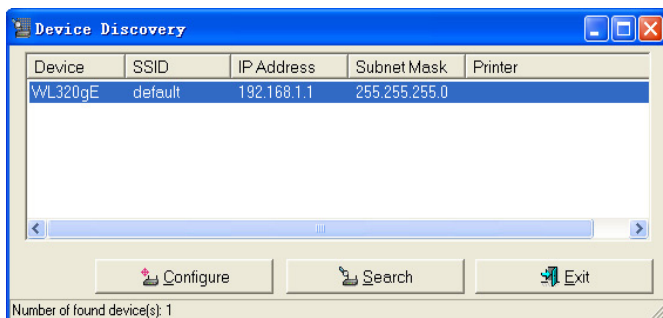 Device Discovery
Device SSID IP Address Subnet Mask Printer
WL320gE default 192.168.1.1 255.255.255.0
Configure Search Exit
Number of found device(s): 1